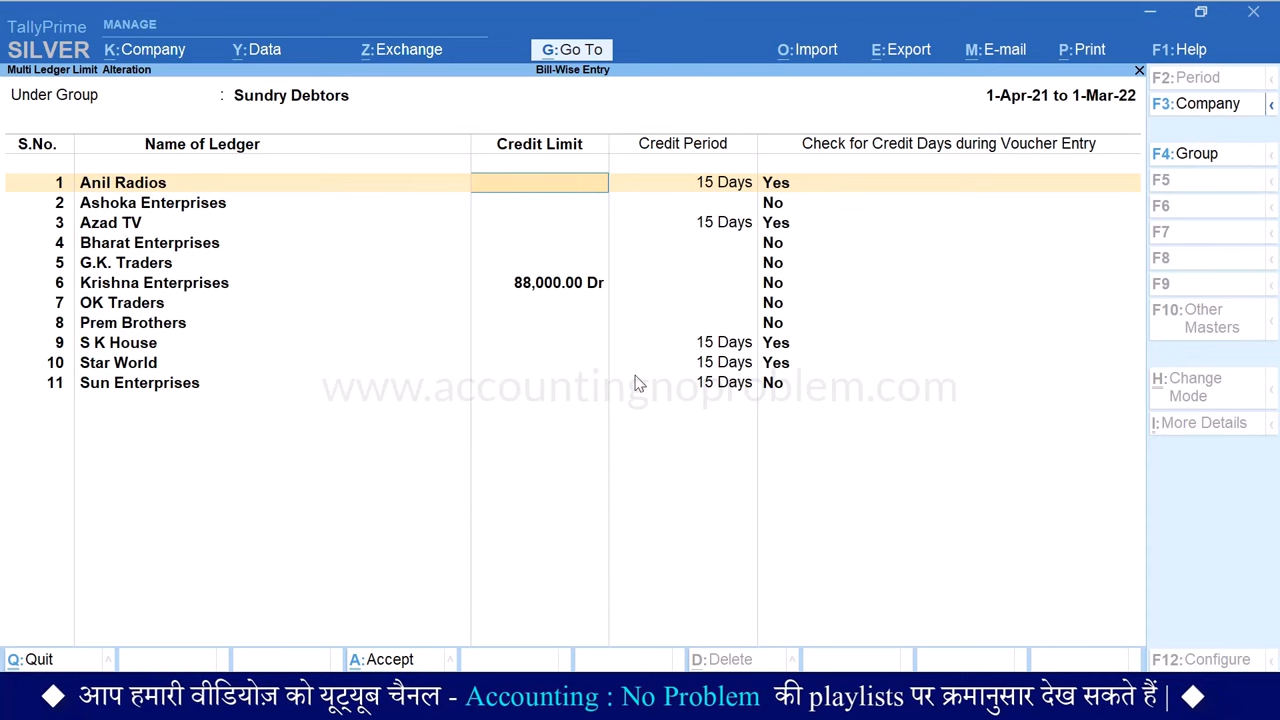 TallyPrime MANAGE
SILVER K:Company Y:Data Z:Exchange G:Go To O:Import E:Export M:E-mail P:Print F1:Help
Multi Ledger Limit Alteration Bill-Wise Entry
Under Group : Sundry Debtors 1-Apr-21 to 1-Mar-22
S.No. Name of Ledger Credit Limit Credit Period Check for Credit Days during Voucher Entry
1 Anil Radios 15 Days Yes
2 Ashoka Enterprises No
3 Azad TV 15 Days Yes
4 Bharat Enterprises No
5 G.K. Traders No
6 Krishna Enterprises 88,000.00 Dr No
7 OK Traders No
8 Prem Brothers No
9 S K House 15 Days Yes
10 Star World 15 Days Yes
11 Sun Enterprises 15 Days No
www.accountingnoproblem.com
F2:Period
F3:Company
F4:Group
F5
F6
F7
F8
F9
F10:Other
Masters
H:Change
Mode
I:More Details
Q:Quit A:Accept D:Delete F12:Configure
आप हमारी वीडियोज़ को यूट्यूब चैनल - Accounting : No Problem की playlists पर क्रमानुसार देख सकते हैं |